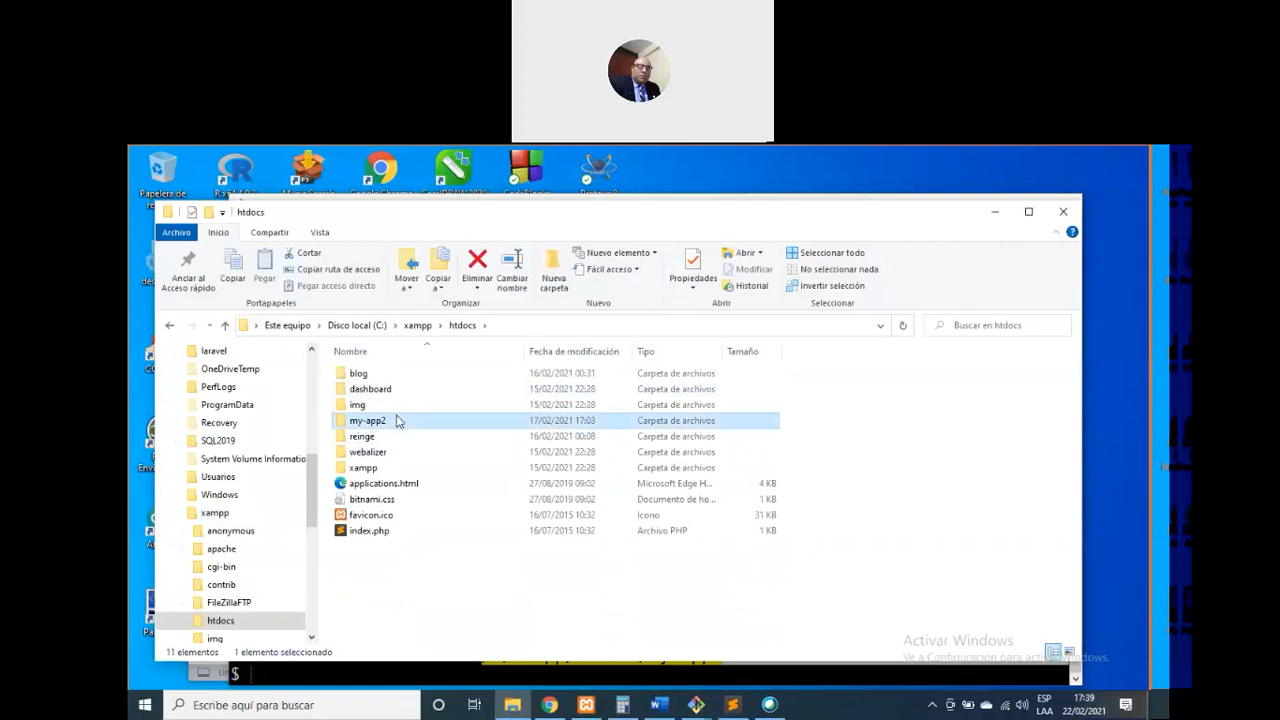 Papelera de
htdocs
Archivo Inicio Compartir Vista
Anclar al
Acceso rápido
Copiar
Pegar
Cortar
Copiar ruta de acceso
Pegar acceso directo
Portapapeles
Mover
a
Copiar
a
Eliminar
Cambiar
nombre
Organizar
Nueva
carpeta
Nuevo elemento
Fácil acceso
Nuevo
Propiedades
Abrir
Modificar
Historial
Abrir
Seleccionar todo
No seleccionar nada
Invertir selección
Seleccionar
Este equipo > Disco local (C:) > xampp > htdocs >
Buscar en htdocs
laravel
OneDriveTemp
PerfLogs
ProgramData
Recovery
SQL2019
System Volume Informatio
Usuarios
Windows
xampp
anonymous
apache
cgi-bin
contrib
FileZillaFTP
htdocs
img
Nombre Fecha de modificación Tipo Tamaño
blog 16/02/2021 00:31 Carpeta de archivos
dashboard 15/02/2021 22:28 Carpeta de archivos
img 15/02/2021 22:28 Carpeta de archivos
my-app2 17/02/2021 17:03 Carpeta de archivos
reinge 16/02/2021 00:08 Carpeta de archivos
webalizer 15/02/2021 22:28 Carpeta de archivos
xampp 15/02/2021 22:28 Carpeta de archivos
applications.html 27/08/2019 09:02 Microsoft Edge H... 4 KB
bitnami.css 27/08/2019 09:02 Documento de ho... 1 KB
favicon.ico 16/07/2015 10:32 Icono 31 KB
index.php 16/07/2015 10:32 Archivo PHP 1 KB
11 elementos 1 elemento seleccionado
Activar Windows
Ve a Configuración para activar Windows.
$
Escribe aquí para buscar
ESP
LAA
17:39
22/02/2021